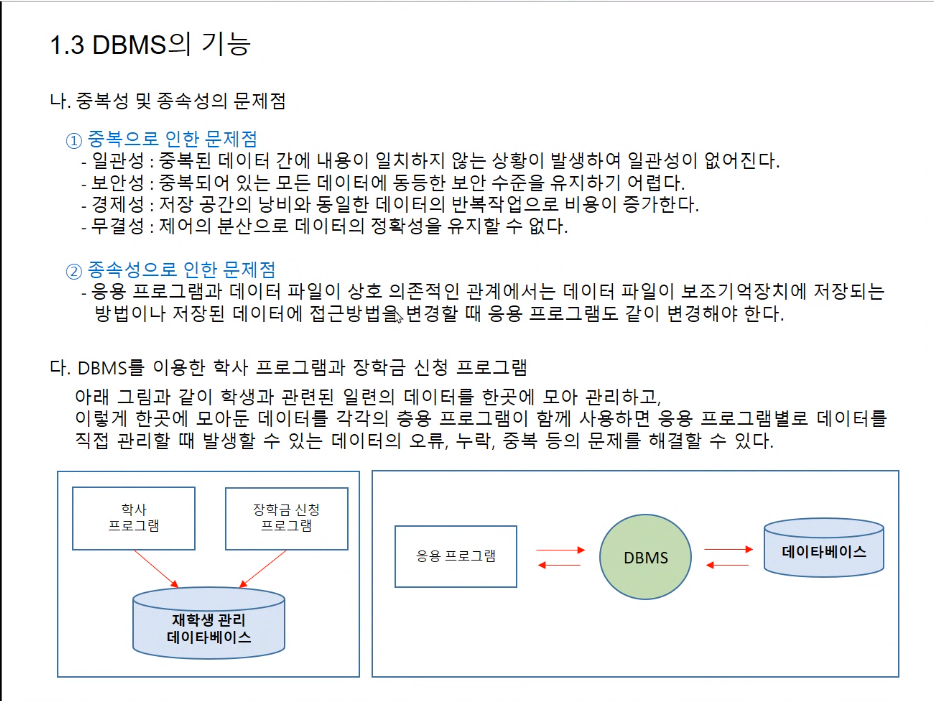 1.3 DBMS의 기능
나. 중복성 및 종속성의 문제점
① 중복으로 인한 문제점
- 일관성 : 중복된 데이터 간에 내용이 일치하지 않는 상황이 발생하여 일관성이 없어진다.
- 보안성 : 중복되어 있는 모든 데이터에 동등한 보안 수준을 유지하기 어렵다.
- 경제성 : 저장 공간의 낭비와 동일한 데이터의 반복작업으로 비용이 증가한다.
- 무결성 : 제어의 분산으로 데이터의 정확성을 유지할 수 없다.
② 종속성으로 인한 문제점
- 응용 프로그램과 데이터 파일이 상호 의존적인 관계에서는 데이터 파일이 보조기억장치에 저장되는
방법이나 저장된 데이터에 접근방법을 변경할 때 응용 프로그램도 같이 변경해야 한다.
다. DBMS를 이용한 학사 프로그램과 장학금 신청 프로그램
아래 그림과 같이 학생과 관련된 일련의 데이터를 한곳에 모아 관리하고,
이렇게 한곳에 모아둔 데이터를 각각의 충용 프로그램이 함께 사용하면 응용 프로그램별로 데이터를
직접 관리할 때 발생할 수 있는 데이터의 오류, 누락, 중복 등의 문제를 해결할 수 있다.
학사
프로그램
장학금 신청
프로그램
재학생 관리
데이타베이스
응용 프로그램
DBMS
데이타베이스